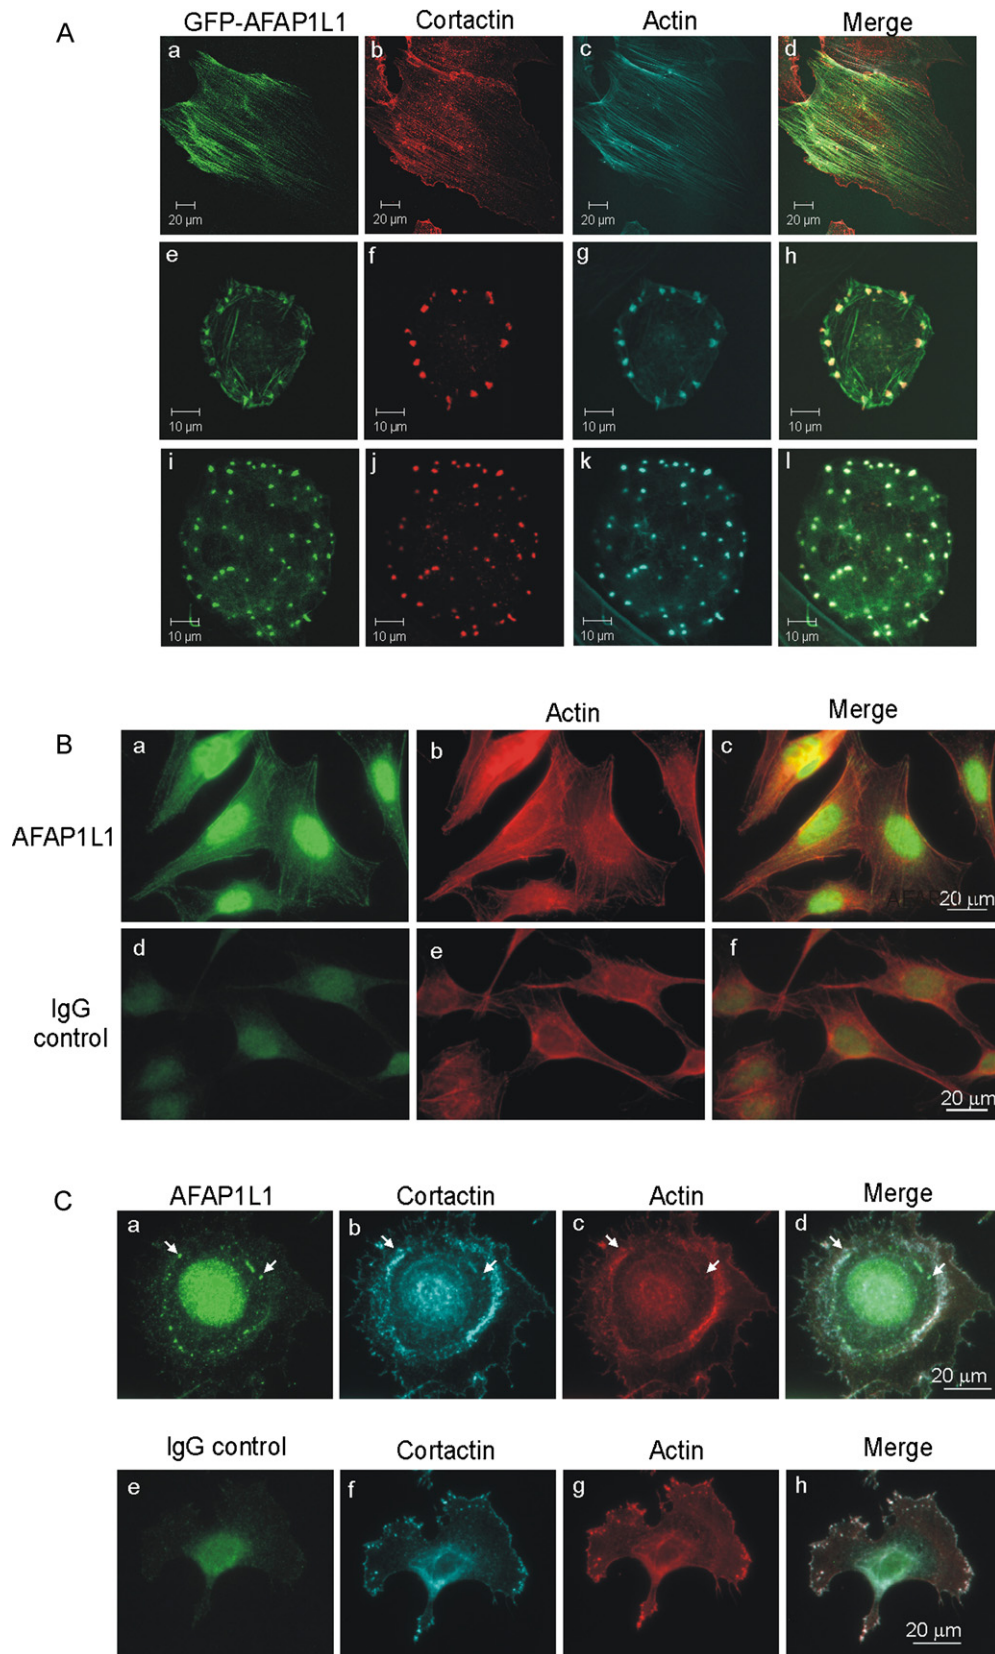 A
GFP-AFAP1L1 Cortactin Actin Merge
a b c d
20 µm 20 µm 20 µm 20 µm
e f g h
10 µm 10 µm 10 µm 10 µm
i j k l
10 µm 10 µm 10 µm 10 µm
B
Actin Merge
a b c
AFAP1L1
20 µm
d e f
IgG
control
20 µm
C
AFAP1L1 Cortactin Actin Merge
a b c d
20 µm
IgG control Cortactin Actin Merge
e f g h
20 µm